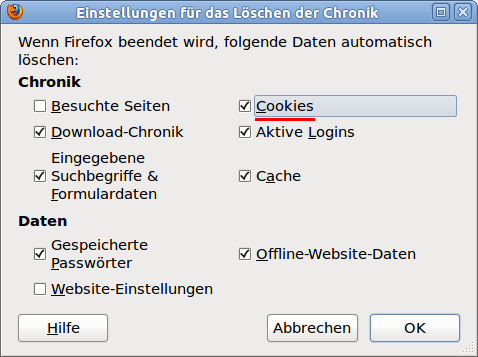 Einstellungen für das Löschen der Chronik
Wenn Firefox beendet wird, folgende Daten automatisch
löschen:
Chronik
Besuchte Seiten
Cookies
Download-Chronik
Aktive Logins
Eingegebene
Suchbegriffe &
Formulardaten
Cache
Daten
Gespeicherte
Passwörter
Offline-Website-Daten
Website-Einstellungen
Hilfe
Abbrechen
OK